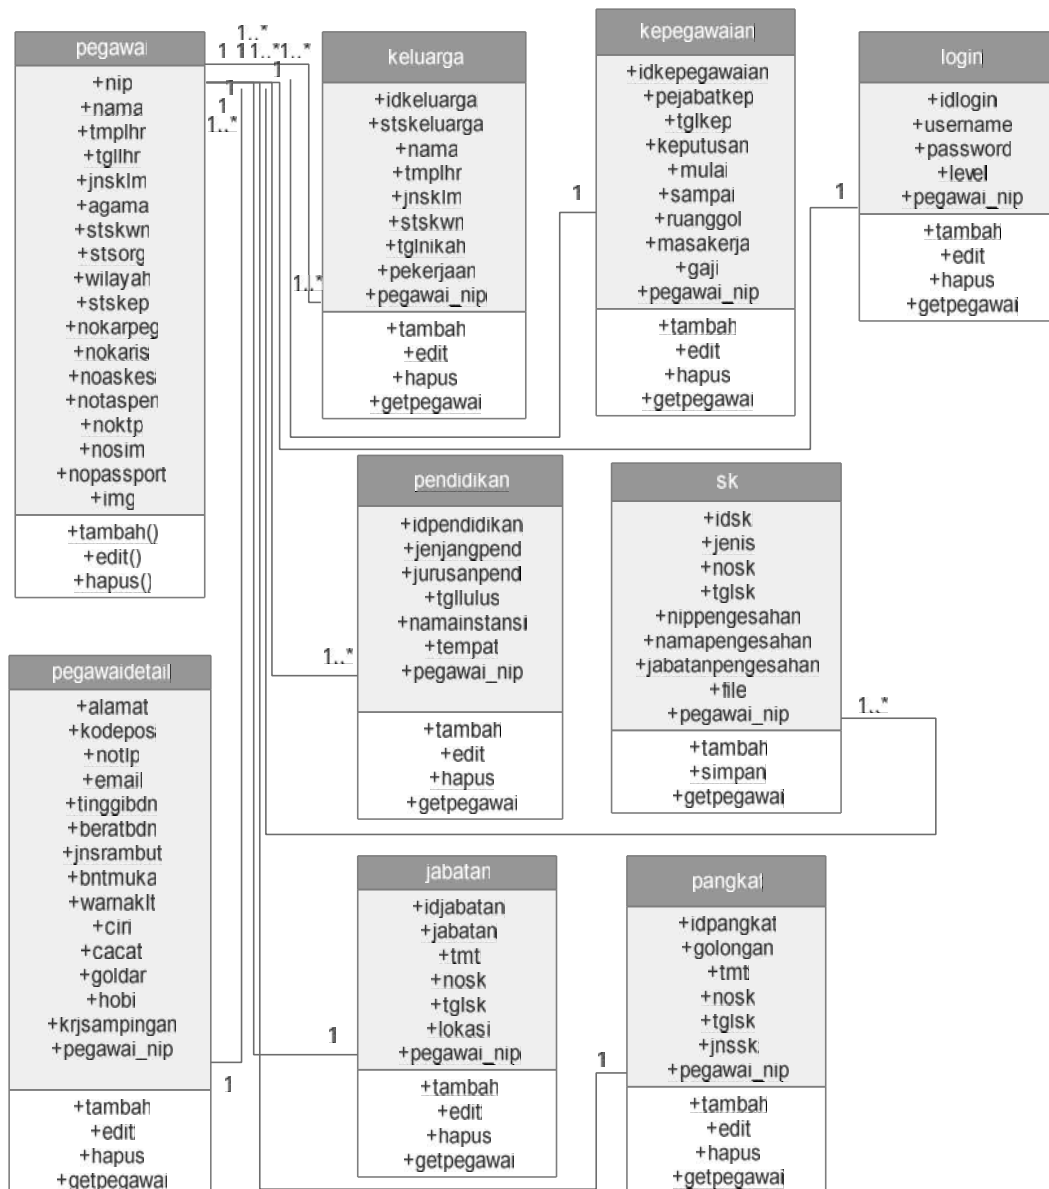 pegawai
+nip
+nama
+tmplhr
+tgllhr
+jnsklm
+agama
+stskwn
+stsorg
+wilayah
+stskep
+nokarpeg
+nokaris
+noaskes
+notaspen
+noktp
+nosim
+nopassport
+img
+tambah()
+edit()
+hapus()
1..*
1
1
1..*
1..*
1
1
1
1..*
keluarga
+idkeluarga
+stskeluarga
+nama
+tmplhr
+jnsklm
+stskwn
+tglnikah
+pekerjaan
+pegawai_nip
+tambah
+edit
+hapus
+getpegawai
1..*
kepegawaian
+idkepegawaian
+pejabatkep
+tglkep
+keputusan
+mulai
+sampai
+ruanggol
+masakerja
+gaji
+pegawai_nip
+tambah
+edit
+hapus
+getpegawai
1
login
+idlogin
+username
+password
+level
+pegawai_nip
+tambah
+edit
+hapus
+getpegawai
1
pendidikan
+idpendidikan
+jenjangpend
+jurusanpend
+tgllulus
+namainstansi
+tempat
+pegawai_nip
+tambah
+edit
+hapus
+getpegawai
1..*
sk
+idsk
+jenis
+nosk
+tglsk
+nippengesahan
+namapengesahan
+jabatanpengesahan
+file
+pegawai_nip
+tambah
+simpan
+getpegawai
1..*
pegawaidetail
+alamat
+kodepos
+notlp
+email
+tinggibdn
+beratbdn
+jnsrambut
+bntmuka
+warnaklt
+ciri
+cacat
+goldar
+hobi
+krjsampingan
+pegawai_nip
+tambah
+edit
+hapus
+getpegawai
1
jabatan
+idjabatan
+jabatan
+tmt
+nosk
+tglsk
+lokasi
+pegawai_nip
+tambah
+edit
+hapus
+getpegawai
1
pangkat
+idpangkat
+golongan
+tmt
+nosk
+tglsk
+jnssk
+pegawai_nip
+tambah
+edit
+hapus
+getpegawai
1